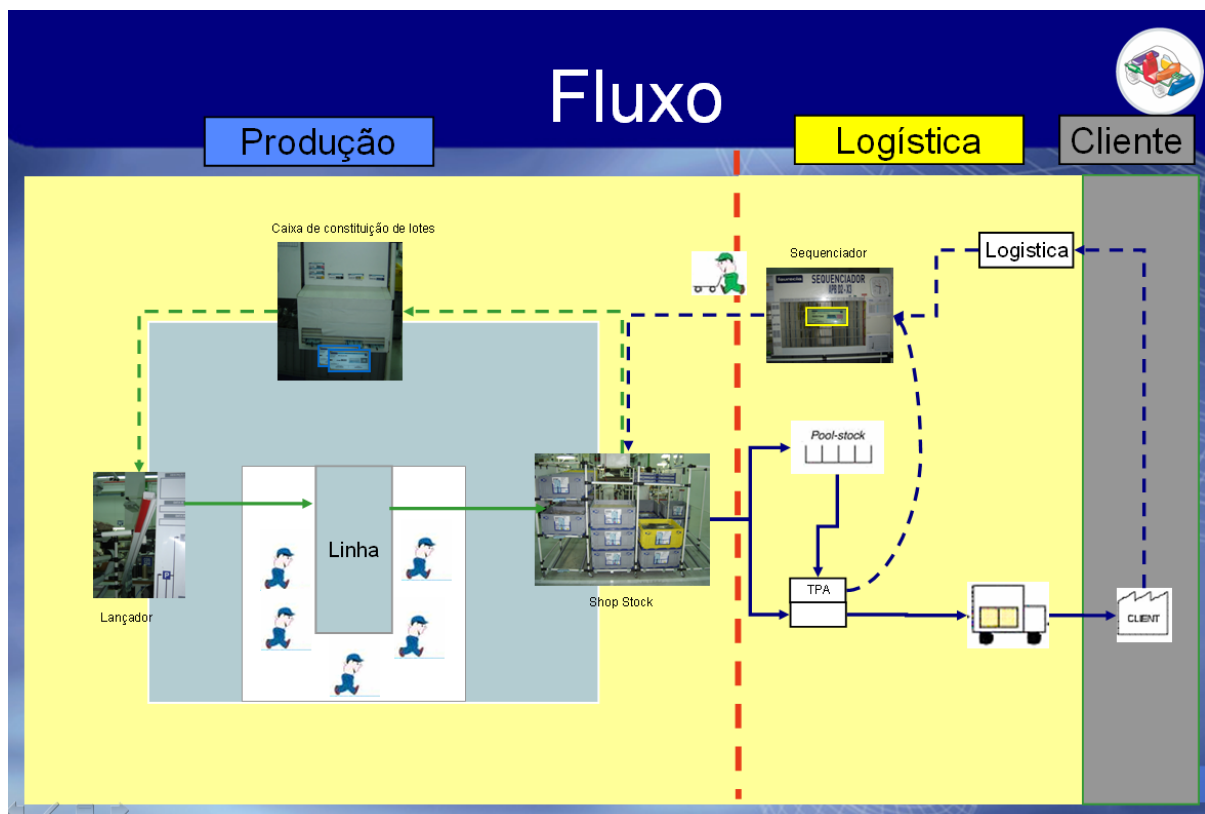 Fluxo
Produção
Logística
Cliente
Caixa de constituição de lotes
Sequenciador
Logistica
SEQUENCIADOR
Pool-stock
Linha
TPA
Shop Stock
Lançador
CLIENT
P